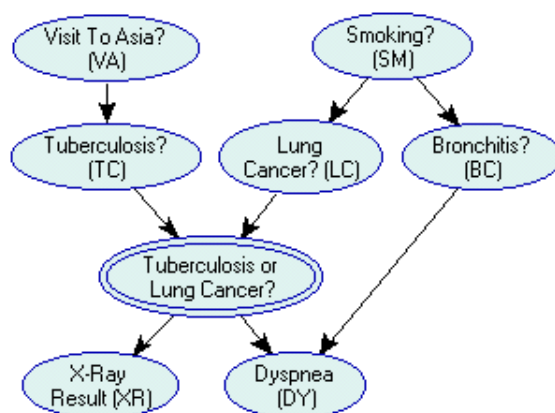 Visit To Asia?
(VA)
Smoking?
(SM)
Tuberculosis?
(TC)
Lung
Cancer? (LC)
Bronchitis?
(BC)
Tuberculosis or
Lung Cancer?
X-Ray
Result (XR)
Dyspnea
(DY)